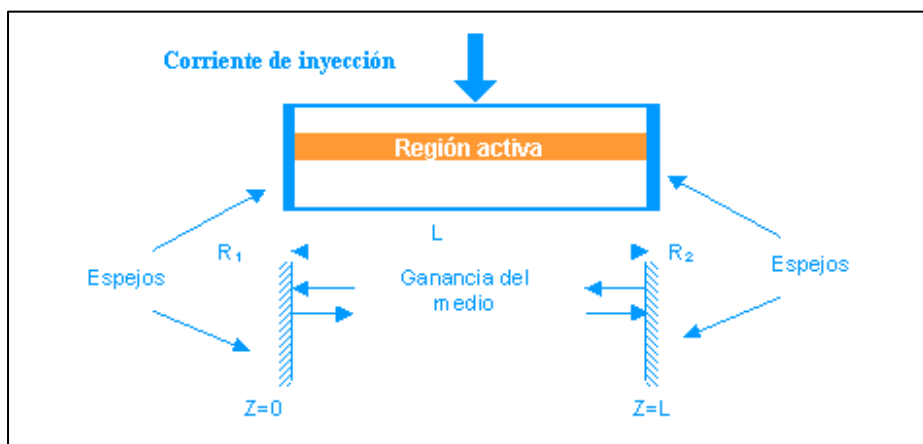 Corriente de inyección
Región activa
L
R₁
R₂
Espejos
Ganancia del
medio
Espejos
Z=0
Z=L